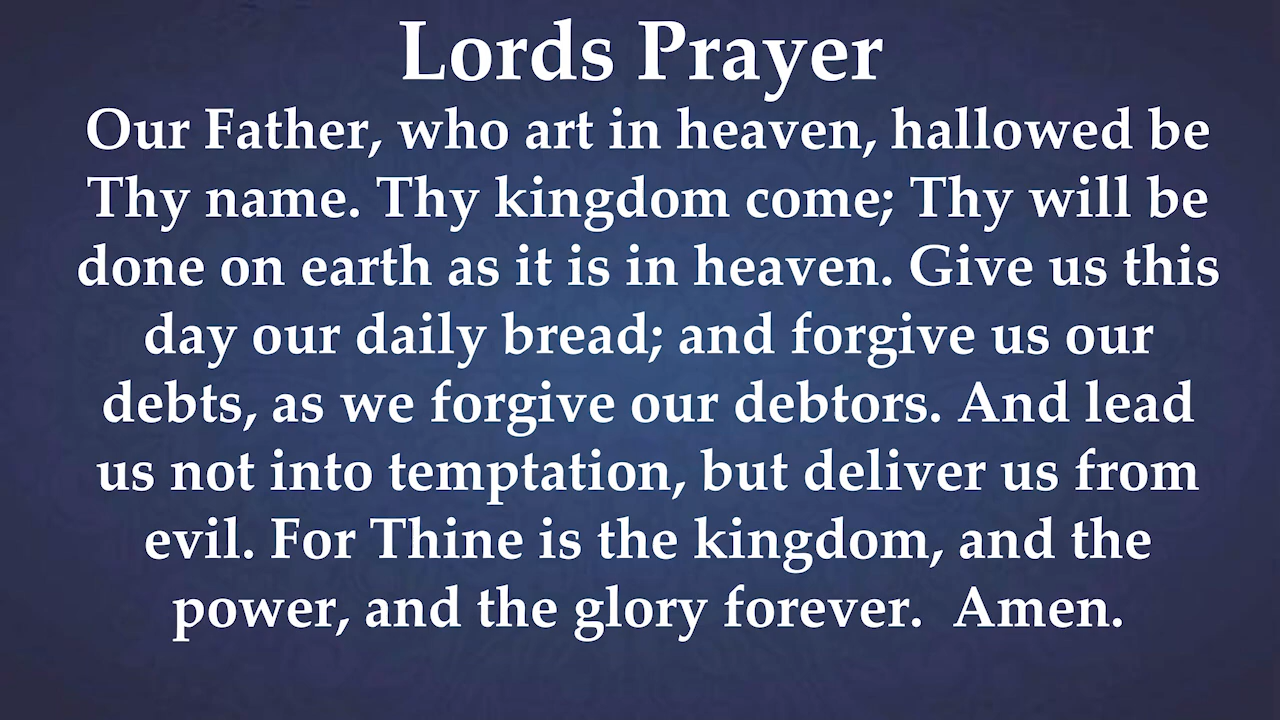 Lords Prayer
Our Father, who art in heaven, hallowed be
Thy name. Thy kingdom come; Thy will be
done on earth as it is in heaven. Give us this
day our daily bread; and forgive us our
debts, as we forgive our debtors. And lead
us not into temptation, but deliver us from
evil. For Thine is the kingdom, and the
power, and the glory forever.  Amen.